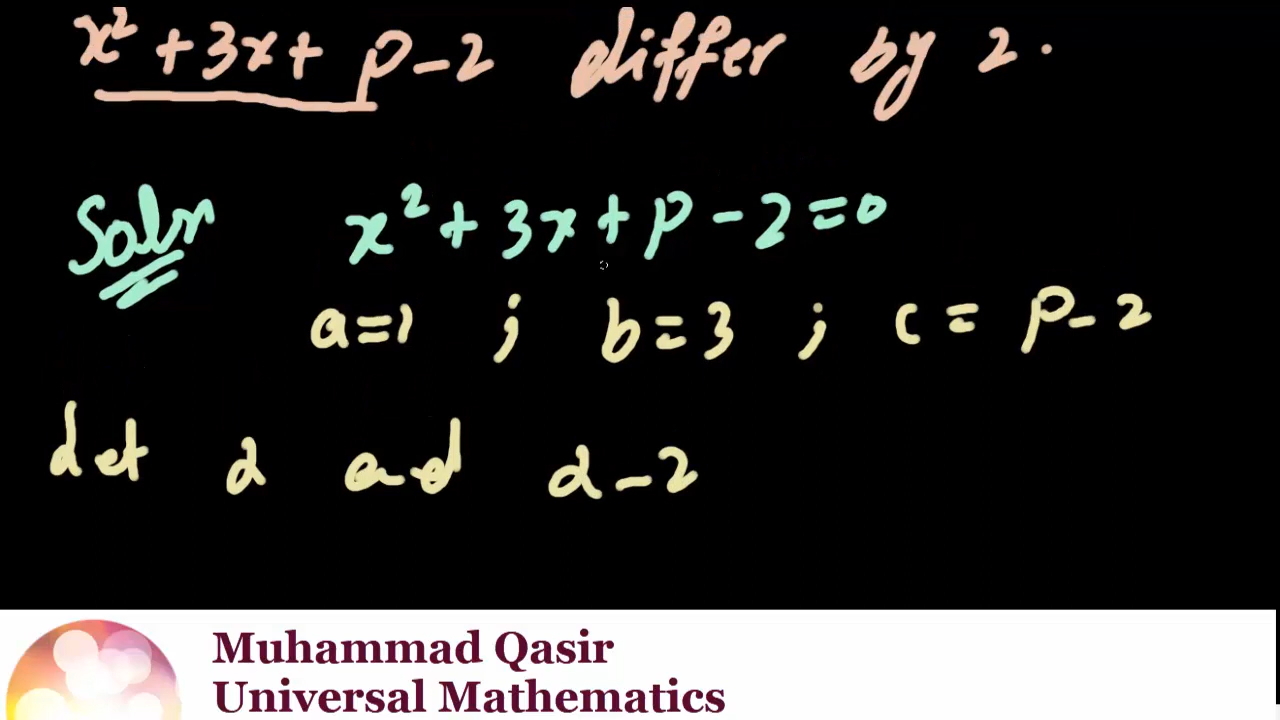 x² + 3x + p - 2 differ by 2.
Soln x² + 3x + p - 2 = 0
a = 1 ; b = 3 ; c = p - 2
Let α and α - 2
Muhammad Qasir
Universal Mathematics